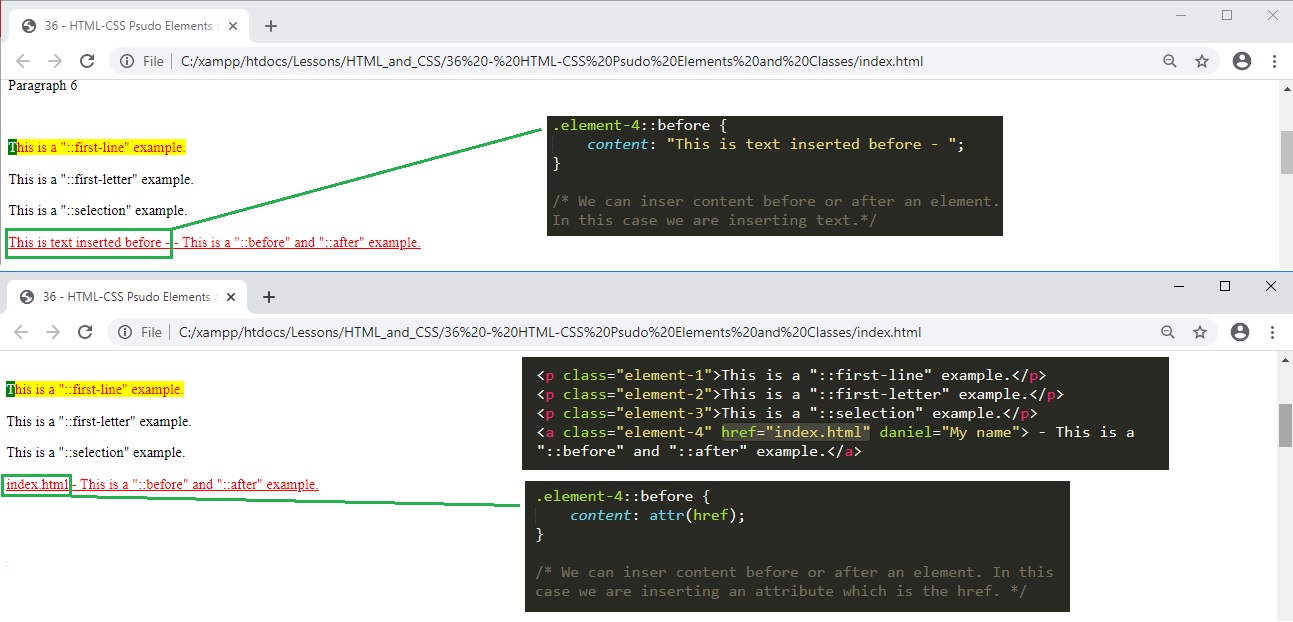 36 - HTML-CSS Psudo Elements a
File C:/xampp/htdocs/Lessons/HTML_and_CSS/36%20-%20HTML-CSS%20Psudo%20Elements%20and%20Classes/index.html
Paragraph 6
This is a "::first-line" example.
This is a "::first-letter" example.
This is a "::selection" example.
This is text inserted before - - This is a "::before" and "::after" example.
.element-4::before {
content: "This is text inserted before - ";
}
/* We can inser content before or after an element.
In this case we are inserting text.*/
36 - HTML-CSS Psudo Elements a
File C:/xampp/htdocs/Lessons/HTML_and_CSS/36%20-%20HTML-CSS%20Psudo%20Elements%20and%20Classes/index.html
This is a "::first-line" example.
This is a "::first-letter" example.
This is a "::selection" example.
index.html - This is a "::before" and "::after" example.
<p class="element-1">This is a "::first-line" example.</p>
<p class="element-2">This is a "::first-letter" example.</p>
<p class="element-3">This is a "::selection" example.</p>
<a class="element-4" href="index.html" daniel="My name"> - This is a
"::before" and "::after" example.</a>
.element-4::before {
content: attr(href);
}
/* We can inser content before or after an element. In this
case we are inserting an attribute which is the href. */